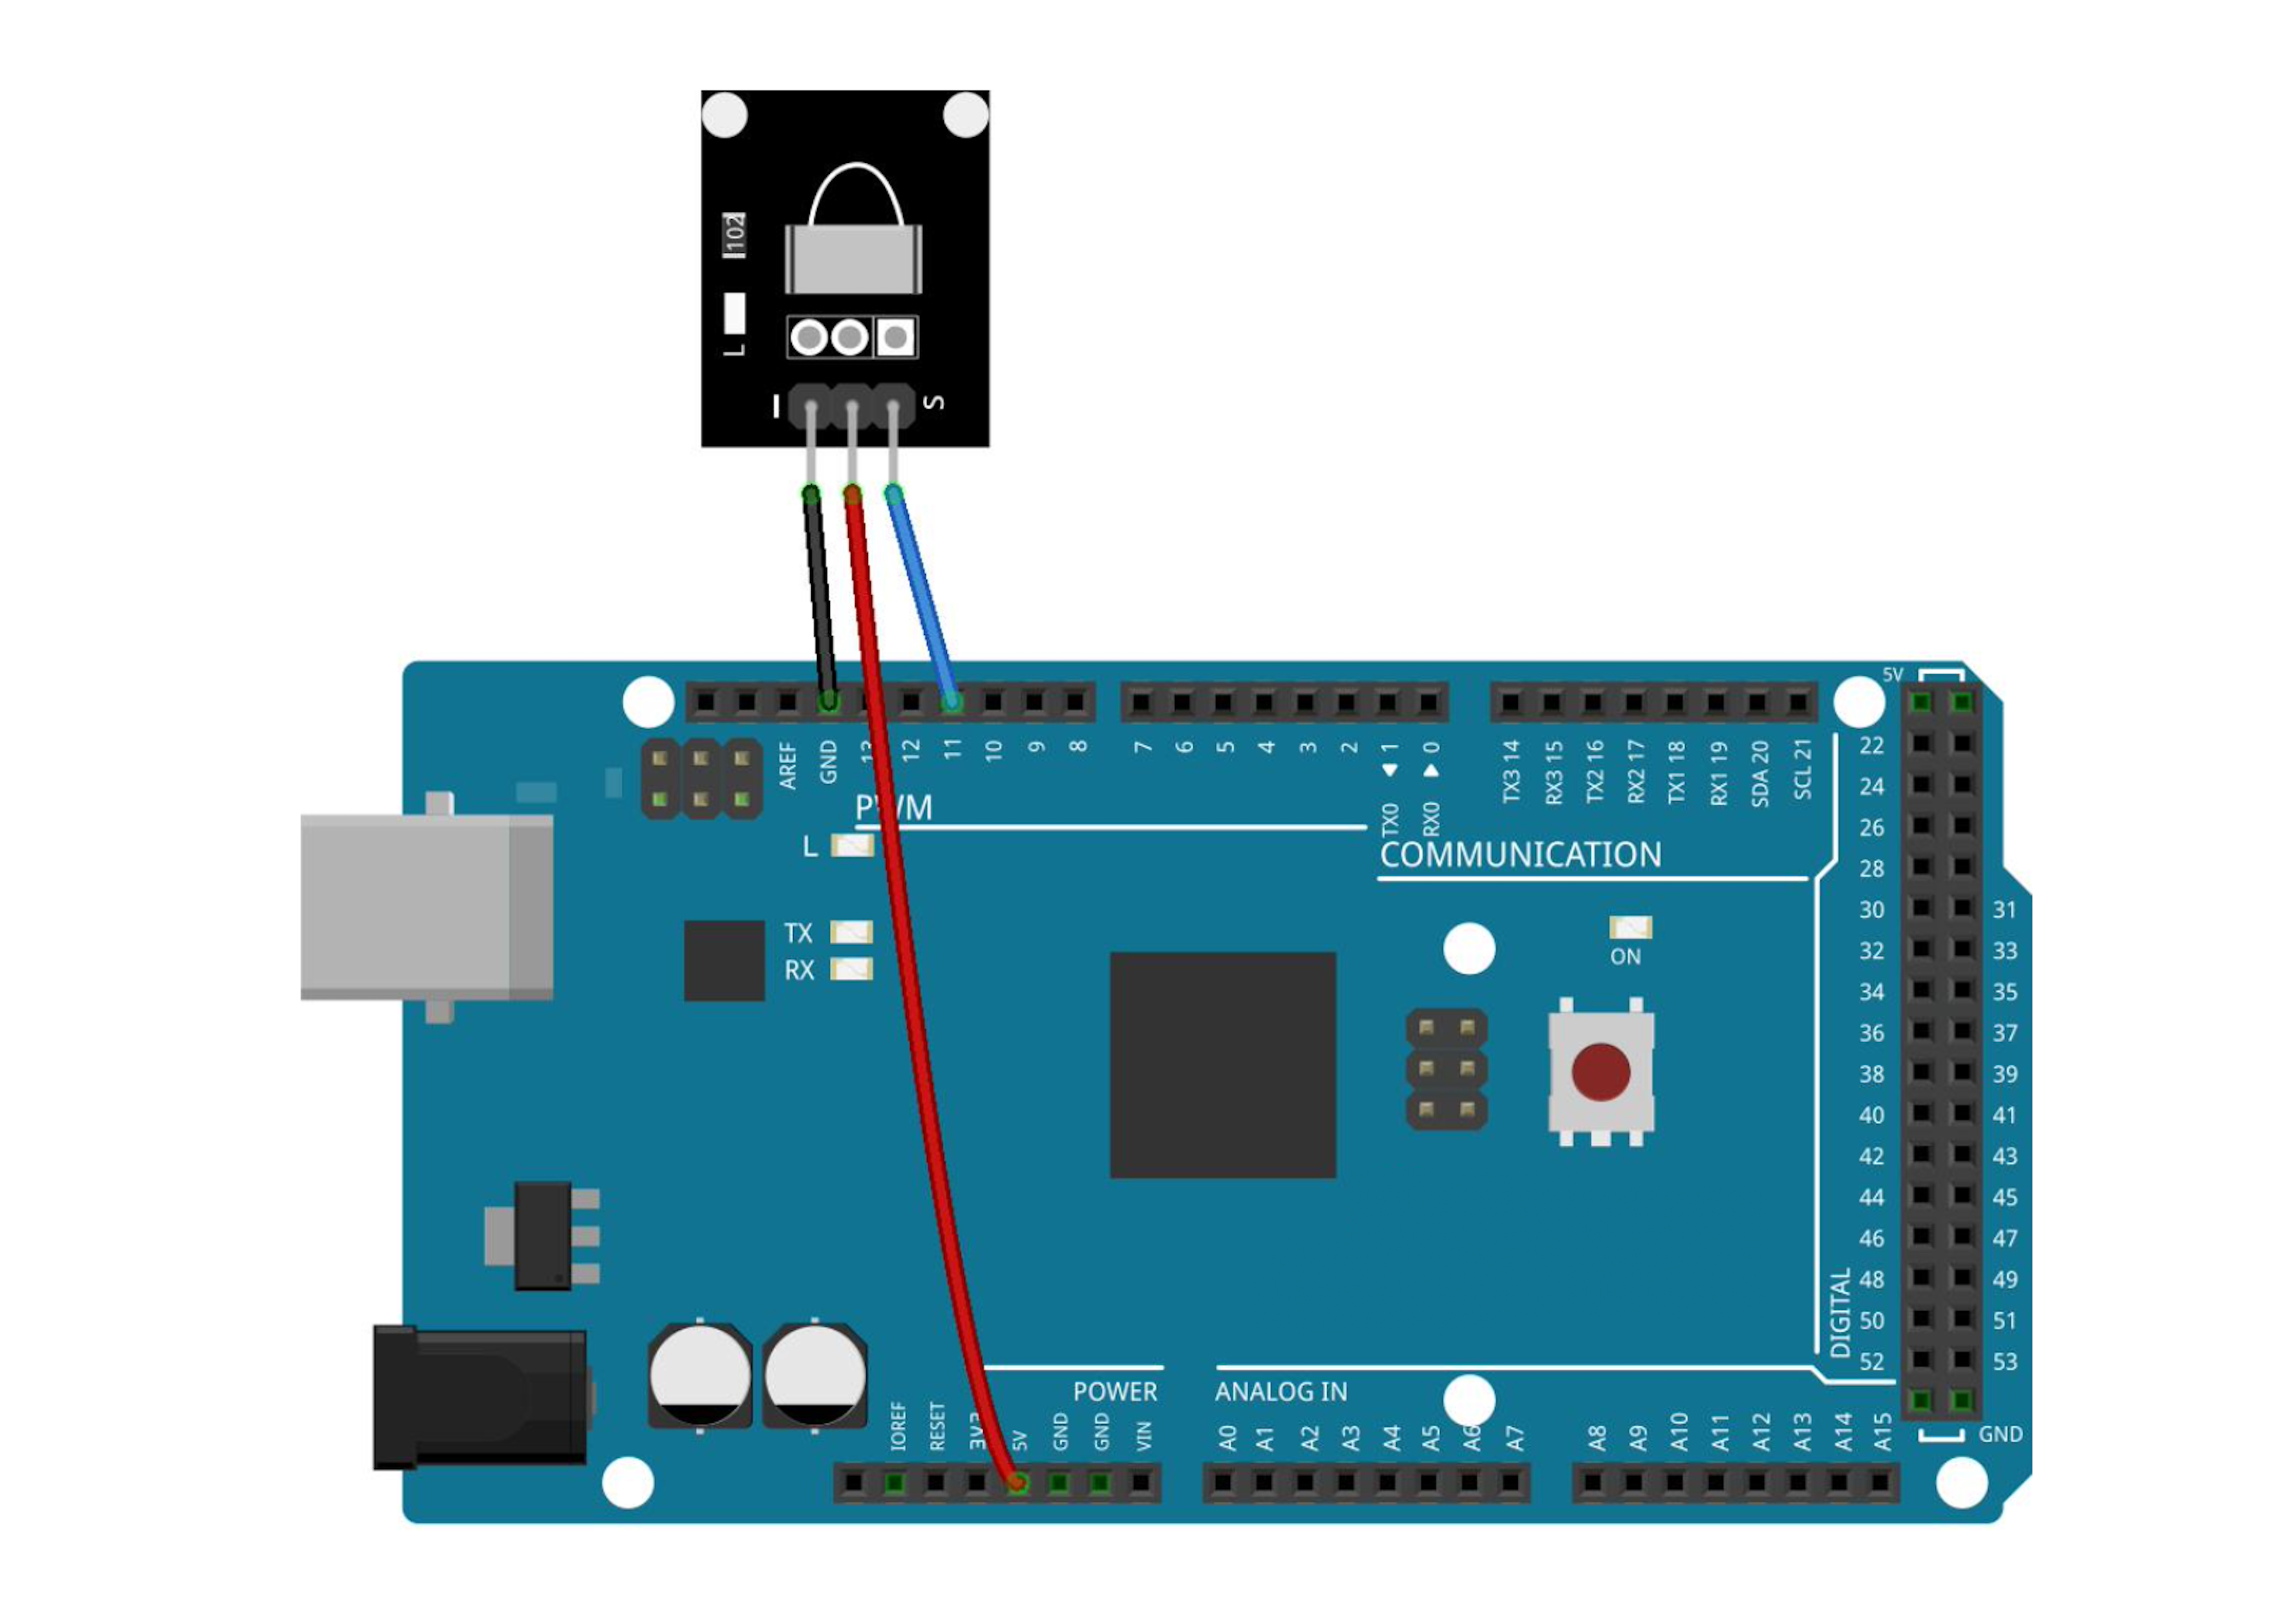 102
L
−
S
5V
AREF
GND
13
12
11
10
9
8
7
6
5
4
3
2
TX0 ◀ 1
RX0 ▶ 0
TX3 14
RX3 15
TX2 16
RX2 17
TX1 18
RX1 19
SDA 20
SCL 21
PWM
COMMUNICATION
L
TX
RX
ON
22
24
26
28
30 31
32 33
34 35
36 37
38 39
40 41
42 43
44 45
46 47
48 49
50 51
52 53
DIGITAL
GND
POWER
ANALOG IN
IOREF
RESET
3V3
5V
GND
GND
VIN
A0
A1
A2
A3
A4
A5
A6
A7
A8
A9
A10
A11
A12
A13
A14
A15